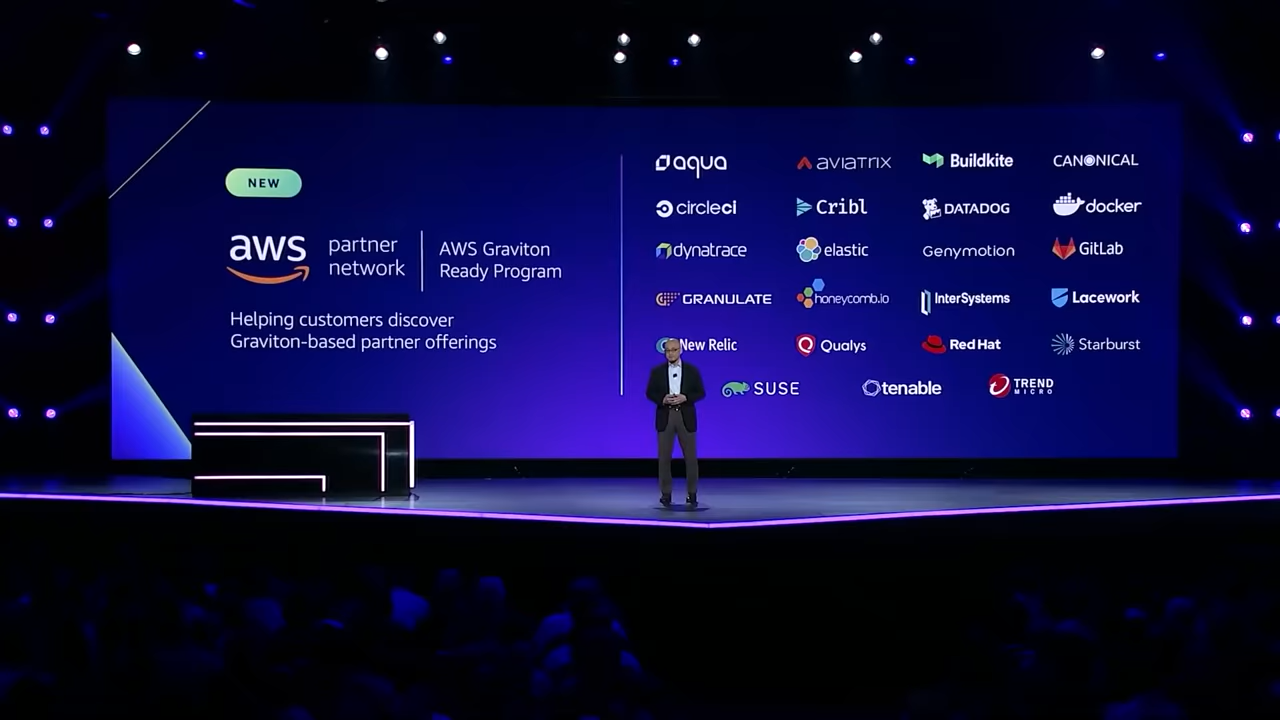 NEW
aws partner network | AWS Graviton Ready Program
Helping customers discover
Graviton-based partner offerings
aqua
AVIATRIX
Buildkite
CANONICAL
circleci
Cribl
DATADOG
docker
dynatrace
elastic
Genymotion
GitLab
GRANULATE
honeycomb.io
InterSystems
Lacework
New Relic
Qualys
Red Hat
Starburst
SUSE
tenable
TREND
MICRO